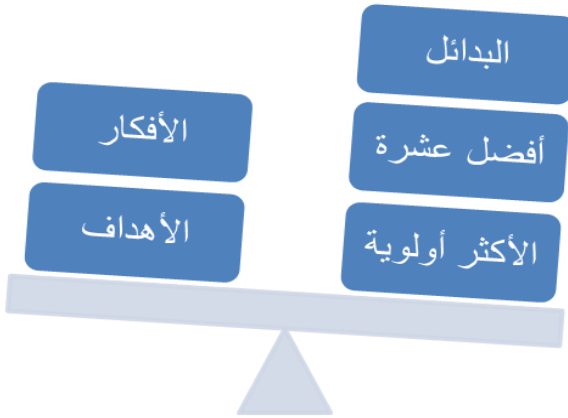 البدائل
أفضل عشرة
الأكثر أولوية
الأفكار
الأهداف